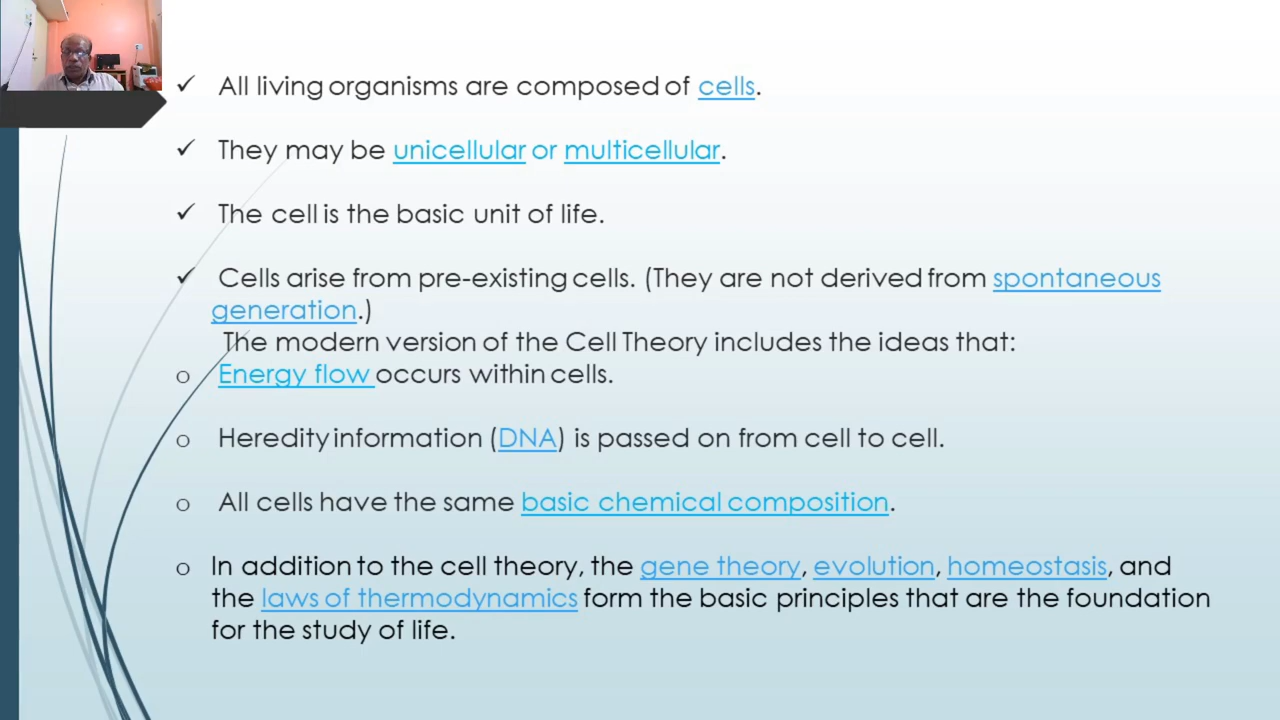 ✓ All living organisms are composed of cells.
✓ They may be unicellular or multicellular.
✓ The cell is the basic unit of life.
✓ Cells arise from pre-existing cells. (They are not derived from spontaneous
generation.)
The modern version of the Cell Theory includes the ideas that:
o Energy flow occurs within cells.
o Heredity information (DNA) is passed on from cell to cell.
o All cells have the same basic chemical composition.
o In addition to the cell theory, the gene theory, evolution, homeostasis, and
the laws of thermodynamics form the basic principles that are the foundation
for the study of life.